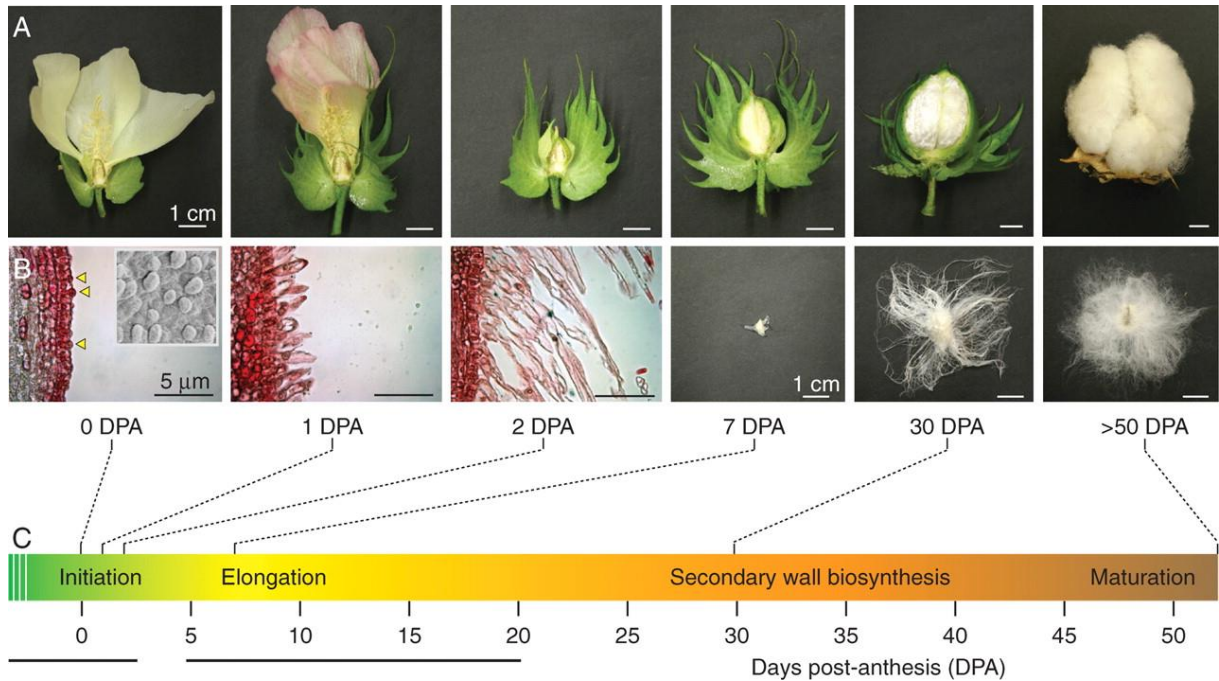 A
1 cm
B
5 μm
1 cm
0 DPA
1 DPA
2 DPA
7 DPA
30 DPA
>50 DPA
C
Initiation
Elongation
Secondary wall biosynthesis
Maturation
0
5
10
15
20
25
30
35
40
45
50
Days post-anthesis (DPA)